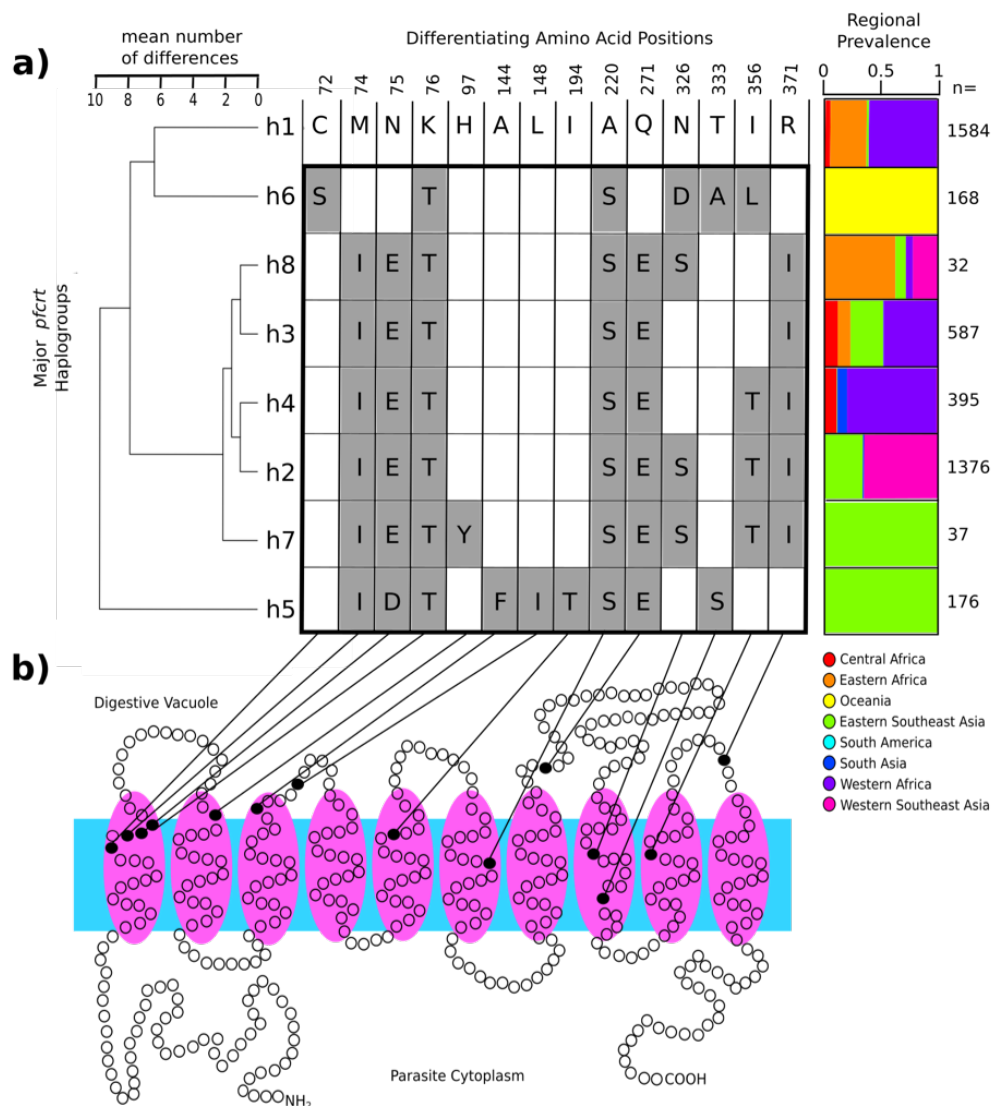 a)
mean number
of differences
10 8 6 4 2 0
Differentiating Amino Acid Positions
72 74 75 76 97 144 148 194 220 271 326 333 356 371
Regional
Prevalence
0 0.5 1
n=
Major pfcrt
Haplogroups
h1 C M N K H A L I A Q N T I R 1584
h6 S T S D A L 168
h8 I E T S E S I 32
h3 I E T S E I 587
h4 I E T S E T I 395
h2 I E T S E S T I 1376
h7 I E T Y S E S T I 37
h5 I D T F I T S E S 176
b)
Digestive Vacuole
Central Africa
Eastern Africa
Oceania
Eastern Southeast Asia
South America
South Asia
Western Africa
Western Southeast Asia
Parasite Cytoplasm
NH₂
COOH